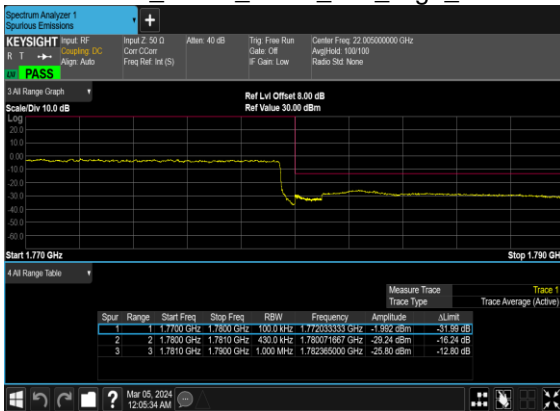 Spectrum Analyzer 1
Spurious Emissions
+
KEYSIGHT Input: RF Input Z: 50 Ω Atten: 40 dB Trig: Free Run Center Freq: 22.005000000 GHz
R T Coupling: DC Corr CCorr Gate: Off Avg|Hold: 100/100
Align: Auto Freq Ref: Int (S) IF Gain: Low Radio Std: None
PASS
3 All Range Graph
Ref Lvl Offset 8.00 dB
Scale/Div 10.0 dB Ref Value 30.00 dBm
Log
20.0
10.0
0.00
-10.0
-20.0
-30.0
-40.0
-50.0
-60.0
Start 1.770 GHz Stop 1.790 GH
4 All Range Table
Measure Trace Trace 1
Trace Type Trace Average (Active)
Spur Range Start Freq Stop Freq RBW Frequency Amplitude ΔLimit
1 1 1.7700 GHz 1.7800 GHz 100.0 kHz 1.772033333 GHz -1.992 dBm -31.99 dB
2 2 1.7800 GHz 1.7810 GHz 430.0 kHz 1.780071667 GHz -29.24 dBm -16.24 dB
3 3 1.7810 GHz 1.7900 GHz 1.000 MHz 1.782365000 GHz -25.80 dBm -12.80 dB
? Mar 05, 2024
12:05:34 AM